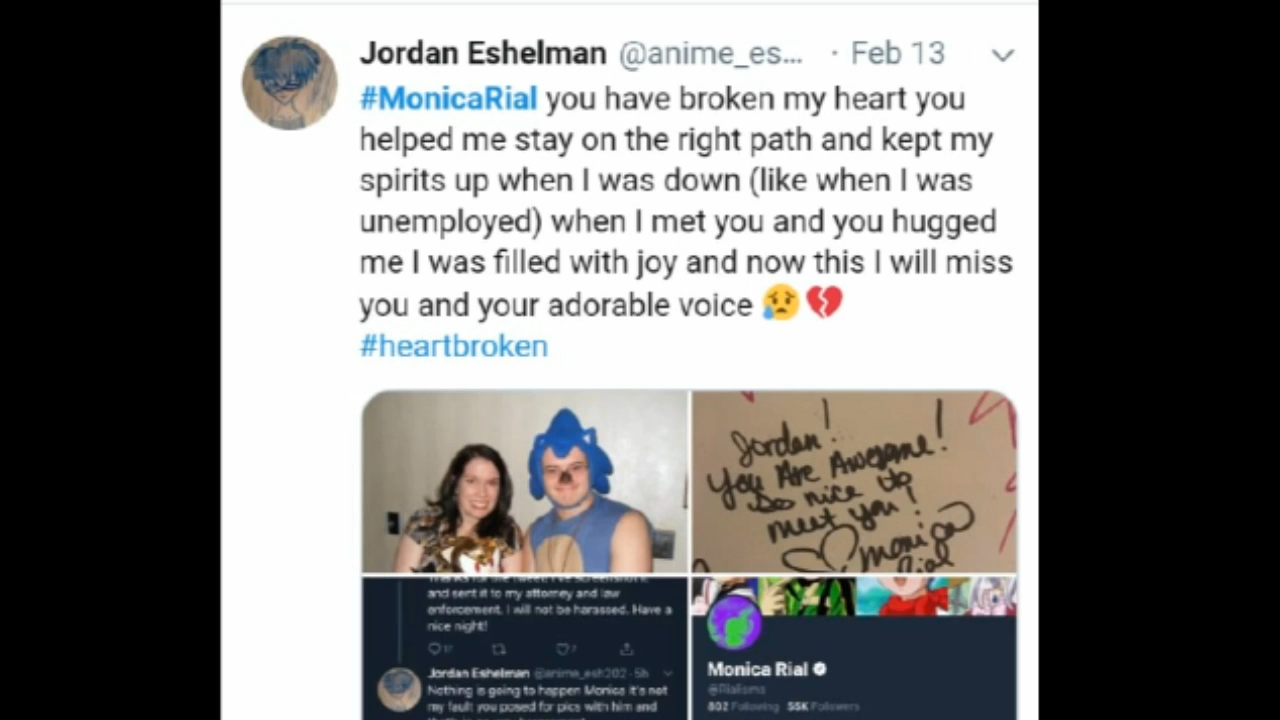 Jordan Eshelman @anime_es... · Feb 13
#MonicaRial you have broken my heart you
helped me stay on the right path and kept my
spirits up when I was down (like when I was
unemployed) when I met you and you hugged
me I was filled with joy and now this I will miss
you and your adorable voice 😥💔
#heartbroken
Jordan!
You Are Awesome!
So nice to
meet you!
Monica
Rial
and sent it to my attorney and law
enforcement. I will not be harassed. Have a
nice night!
Jordan Eshelman @anime_esh202 · 5h
Nothing is going to happen Monica it's not
my fault you posed for pics with him and
Monica Rial
@Rialisms
802 Following 55K Followers